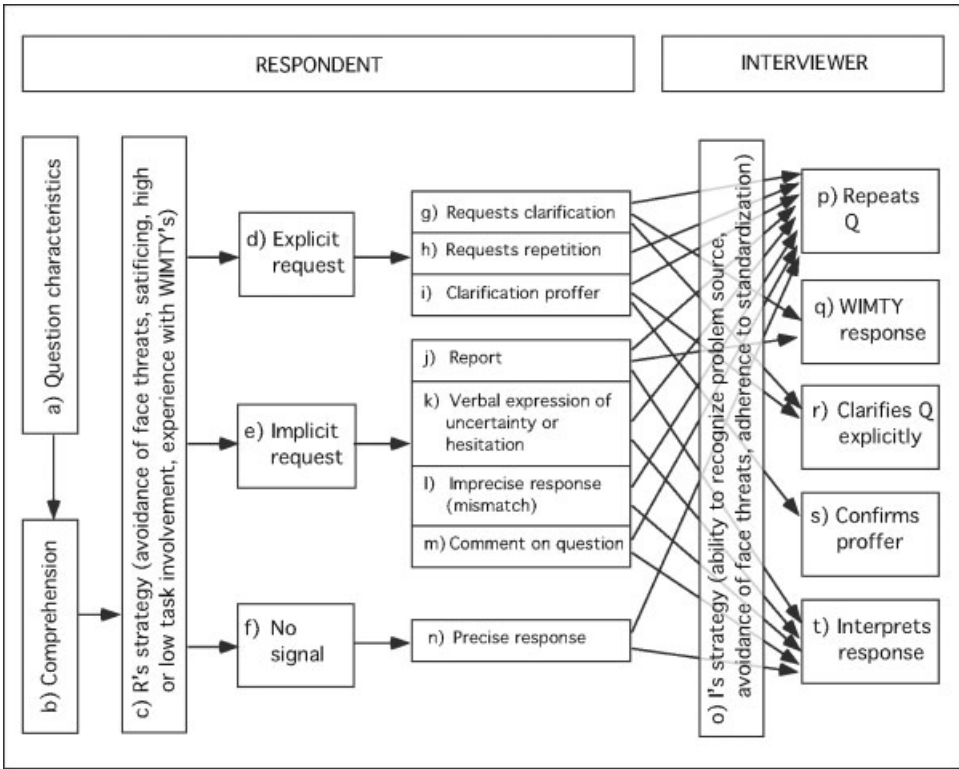 RESPONDENT
INTERVIEWER
a) Question characteristics
b) Comprehension
c) R's strategy (avoidance of face threats, satificing, high
or low task involvement, experience with WIMTY's)
d) Explicit
request
e) Implicit
request
f) No
signal
g) Requests clarification
h) Requests repetition
i) Clarification proffer
j) Report
k) Verbal expression of
uncertainty or
hesitation
l) Imprecise response
(mismatch)
m) Comment on question
n) Precise response
o) I's strategy (ability to recognize problem source,
avoidance of face threats, adherence to standardization)
p) Repeats
Q
q) WIMTY
response
r) Clarifies Q
explicitly
s) Confirms
proffer
t) Interprets
response